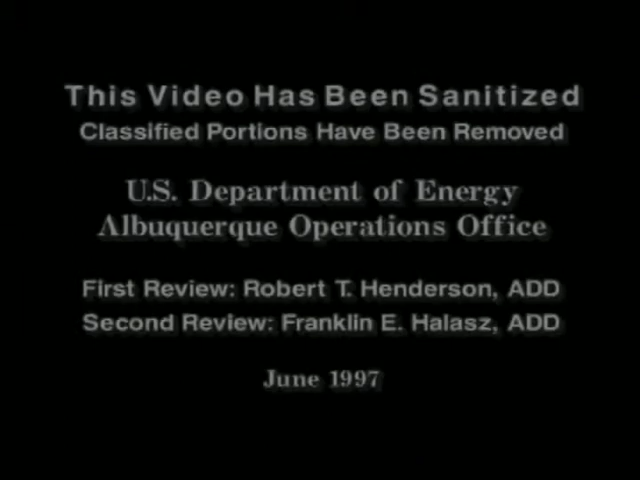 This Video Has Been Sanitized
Classified Portions Have Been Removed
U.S. Department of Energy
Albuquerque Operations Office
First Review: Robert T. Henderson, ADD
Second Review: Franklin E. Halasz, ADD
June 1997